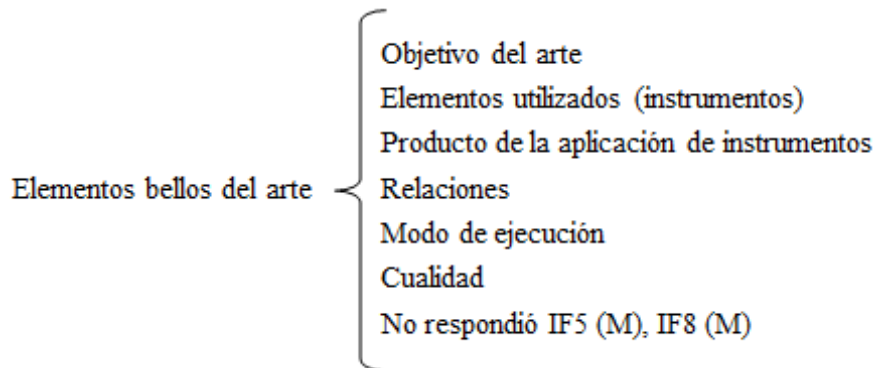 Objetivo del arte
Elementos utilizados (instrumentos)
Producto de la aplicación de instrumentos
Elementos bellos del arte
Relaciones
Modo de ejecución
Cualidad
No respondió IF5 (M), IF8 (M)